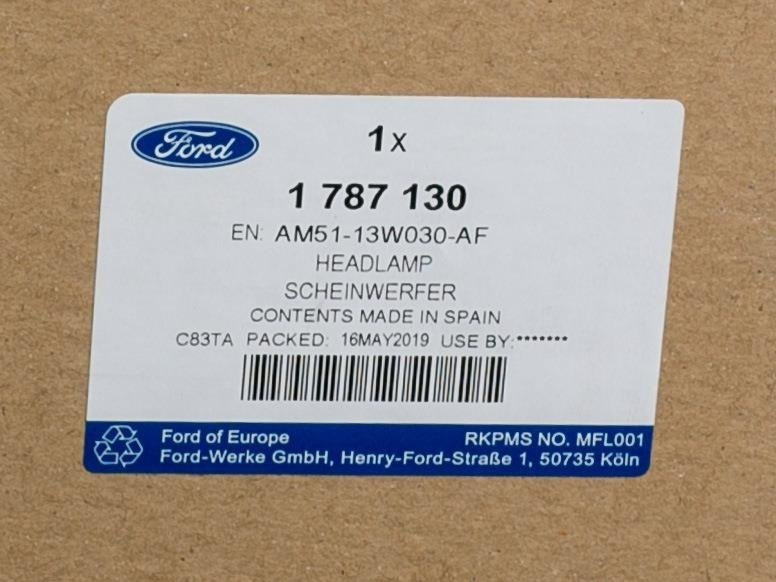 Ford
1x
1 787 130
EN: AM51-13W030-AF
HEADLAMP
SCHEINWERFER
CONTENTS MADE IN SPAIN
C83TA PACKED: 16MAY2019 USE BY:*******
Ford of Europe RKPMS NO. MFL001
Ford-Werke GmbH, Henry-Ford-Straße 1, 50735 Köln